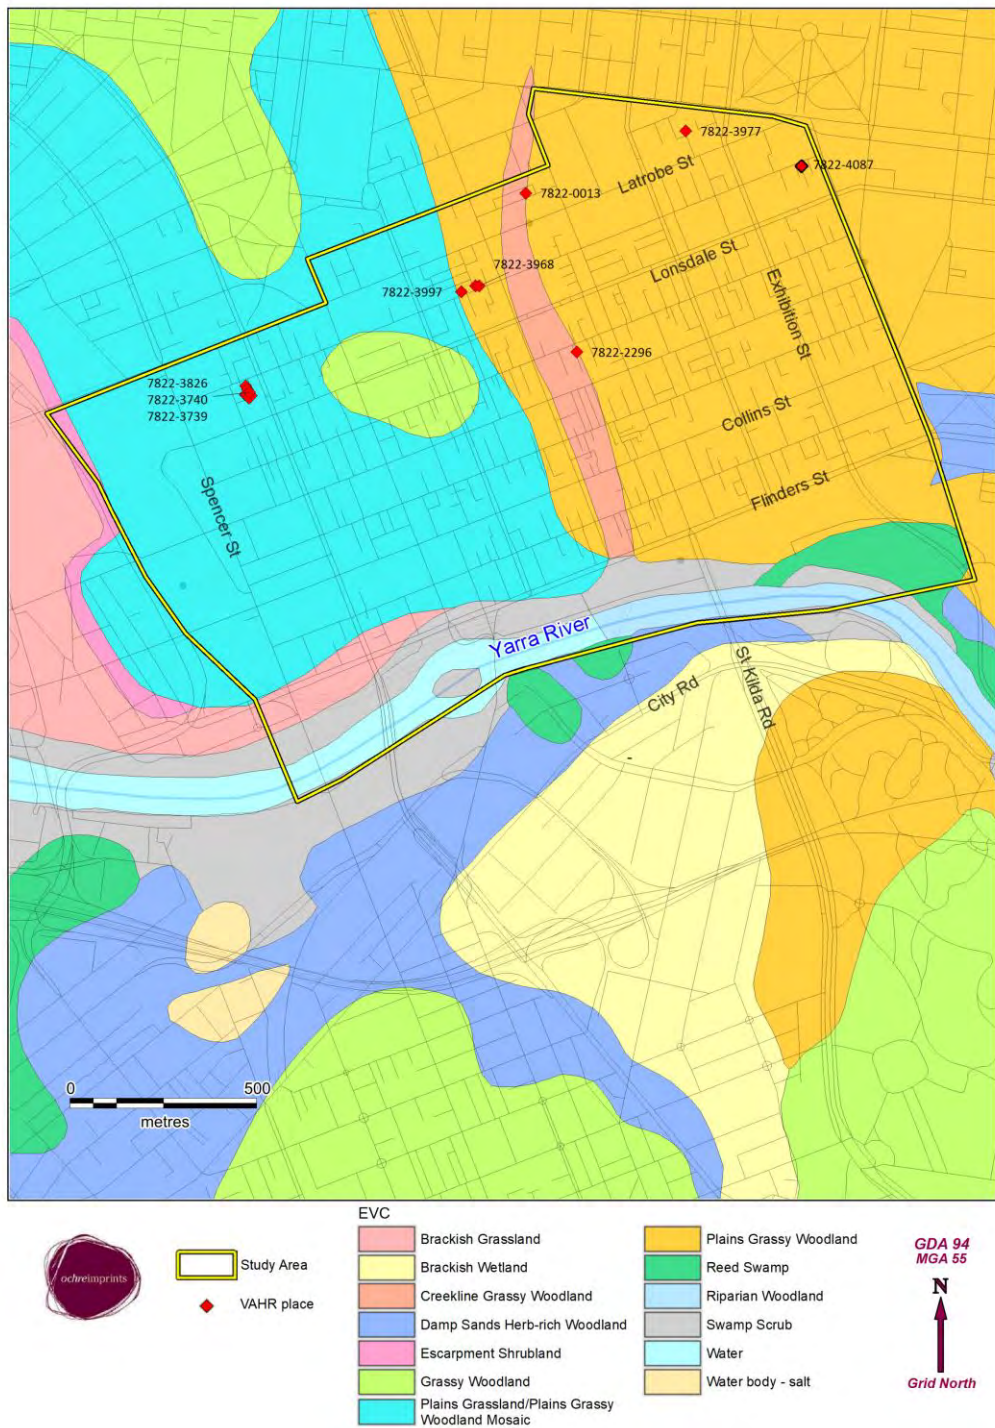 7822-3977
7822-4087
Latrobe St
7822-0013
Lonsdale St
7822-3968
Exhibition St
7822-3997
7822-2296
7822-3826
7822-3740
7822-3739
Collins St
Spencer St
Flinders St
Yarra River
City Rd
St Kilda Rd
0 500
metres
EVC
ochreimprints
Study Area
VAHR place
Brackish Grassland
Brackish Wetland
Creekline Grassy Woodland
Damp Sands Herb-rich Woodland
Escarpment Shrubland
Grassy Woodland
Plains Grassland/Plains Grassy
Woodland Mosaic
Plains Grassy Woodland
Reed Swamp
Riparian Woodland
Swamp Scrub
Water
Water body - salt
GDA 94
MGA 55
N
Grid North